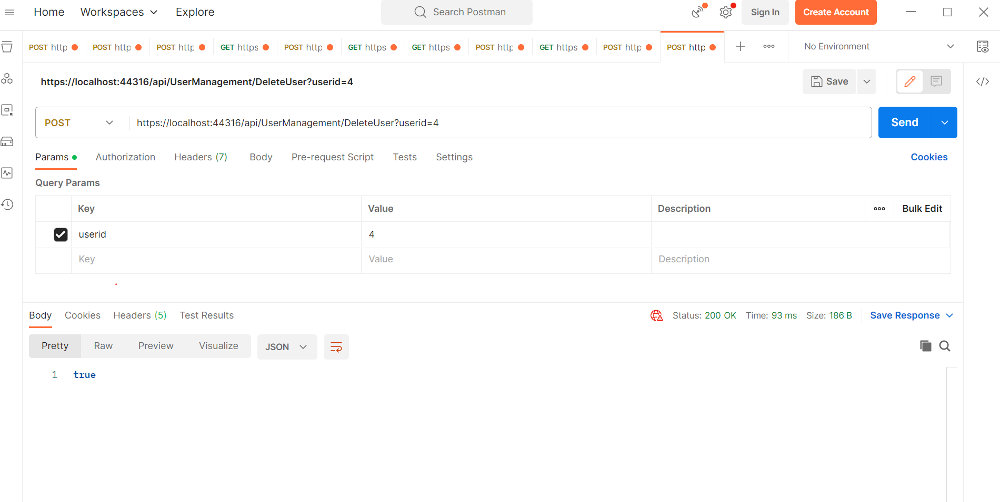 Home Workspaces Explore Search Postman Sign In Create Account
POST http POST http POST http GET https POST http GET https GET https POST http GET https POST http POST http No Environment
https://localhost:44316/api/UserManagement/DeleteUser?userid=4 Save
POST https://localhost:44316/api/UserManagement/DeleteUser?userid=4 Send
Params Authorization Headers (7) Body Pre-request Script Tests Settings Cookies
Query Params
Key Value Description Bulk Edit
userid 4
Key Value Description
Body Cookies Headers (5) Test Results Status: 200 OK Time: 93 ms Size: 186 B Save Response
Pretty Raw Preview Visualize JSON
1 true